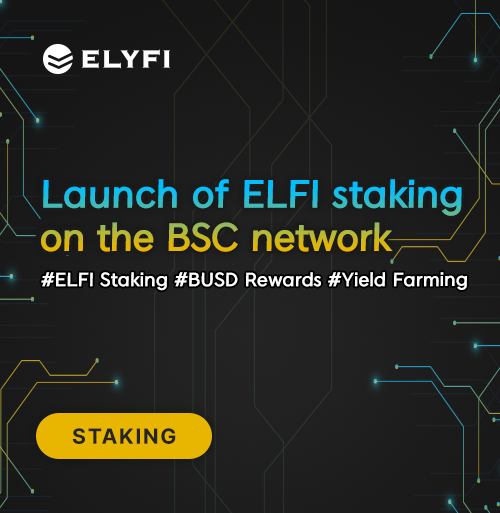 ELYFI
Launch of ELFI staking
on the BSC network
#ELFI Staking #BUSD Rewards #Yield Farming
STAKING